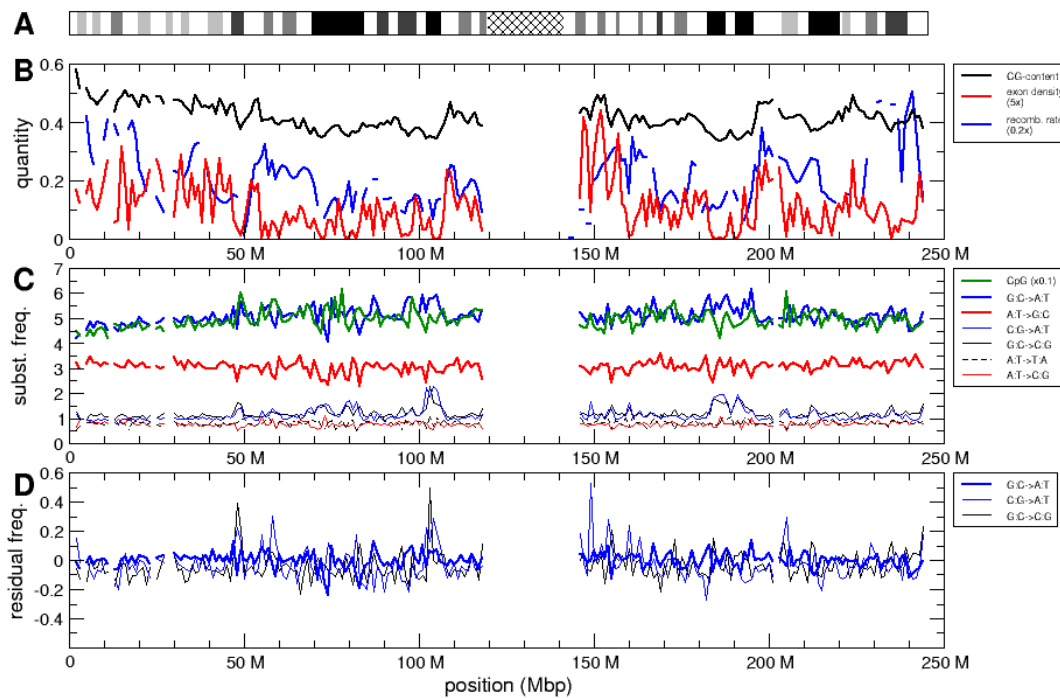 A
B
0.6
0.4
0.2
0
quantity
CG-content
exon density
(5x)
recomb. rate
(0.2x)
0 50 M 100 M 150 M 200 M 250 M
C
7
6
5
4
3
2
1
0
subst. freq.
CpG (x0.1)
G:C->A:T
A:T->G:C
C:G->A:T
G:C->C:G
A:T->T:A
A:T->C:G
0 50 M 100 M 150 M 200 M 250 M
D
0.6
0.4
0.2
0
-0.2
-0.4
residual freq.
G:C->A:T
C:G->A:T
G:C->C:G
0 50 M 100 M 150 M 200 M 250 M
position (Mbp)